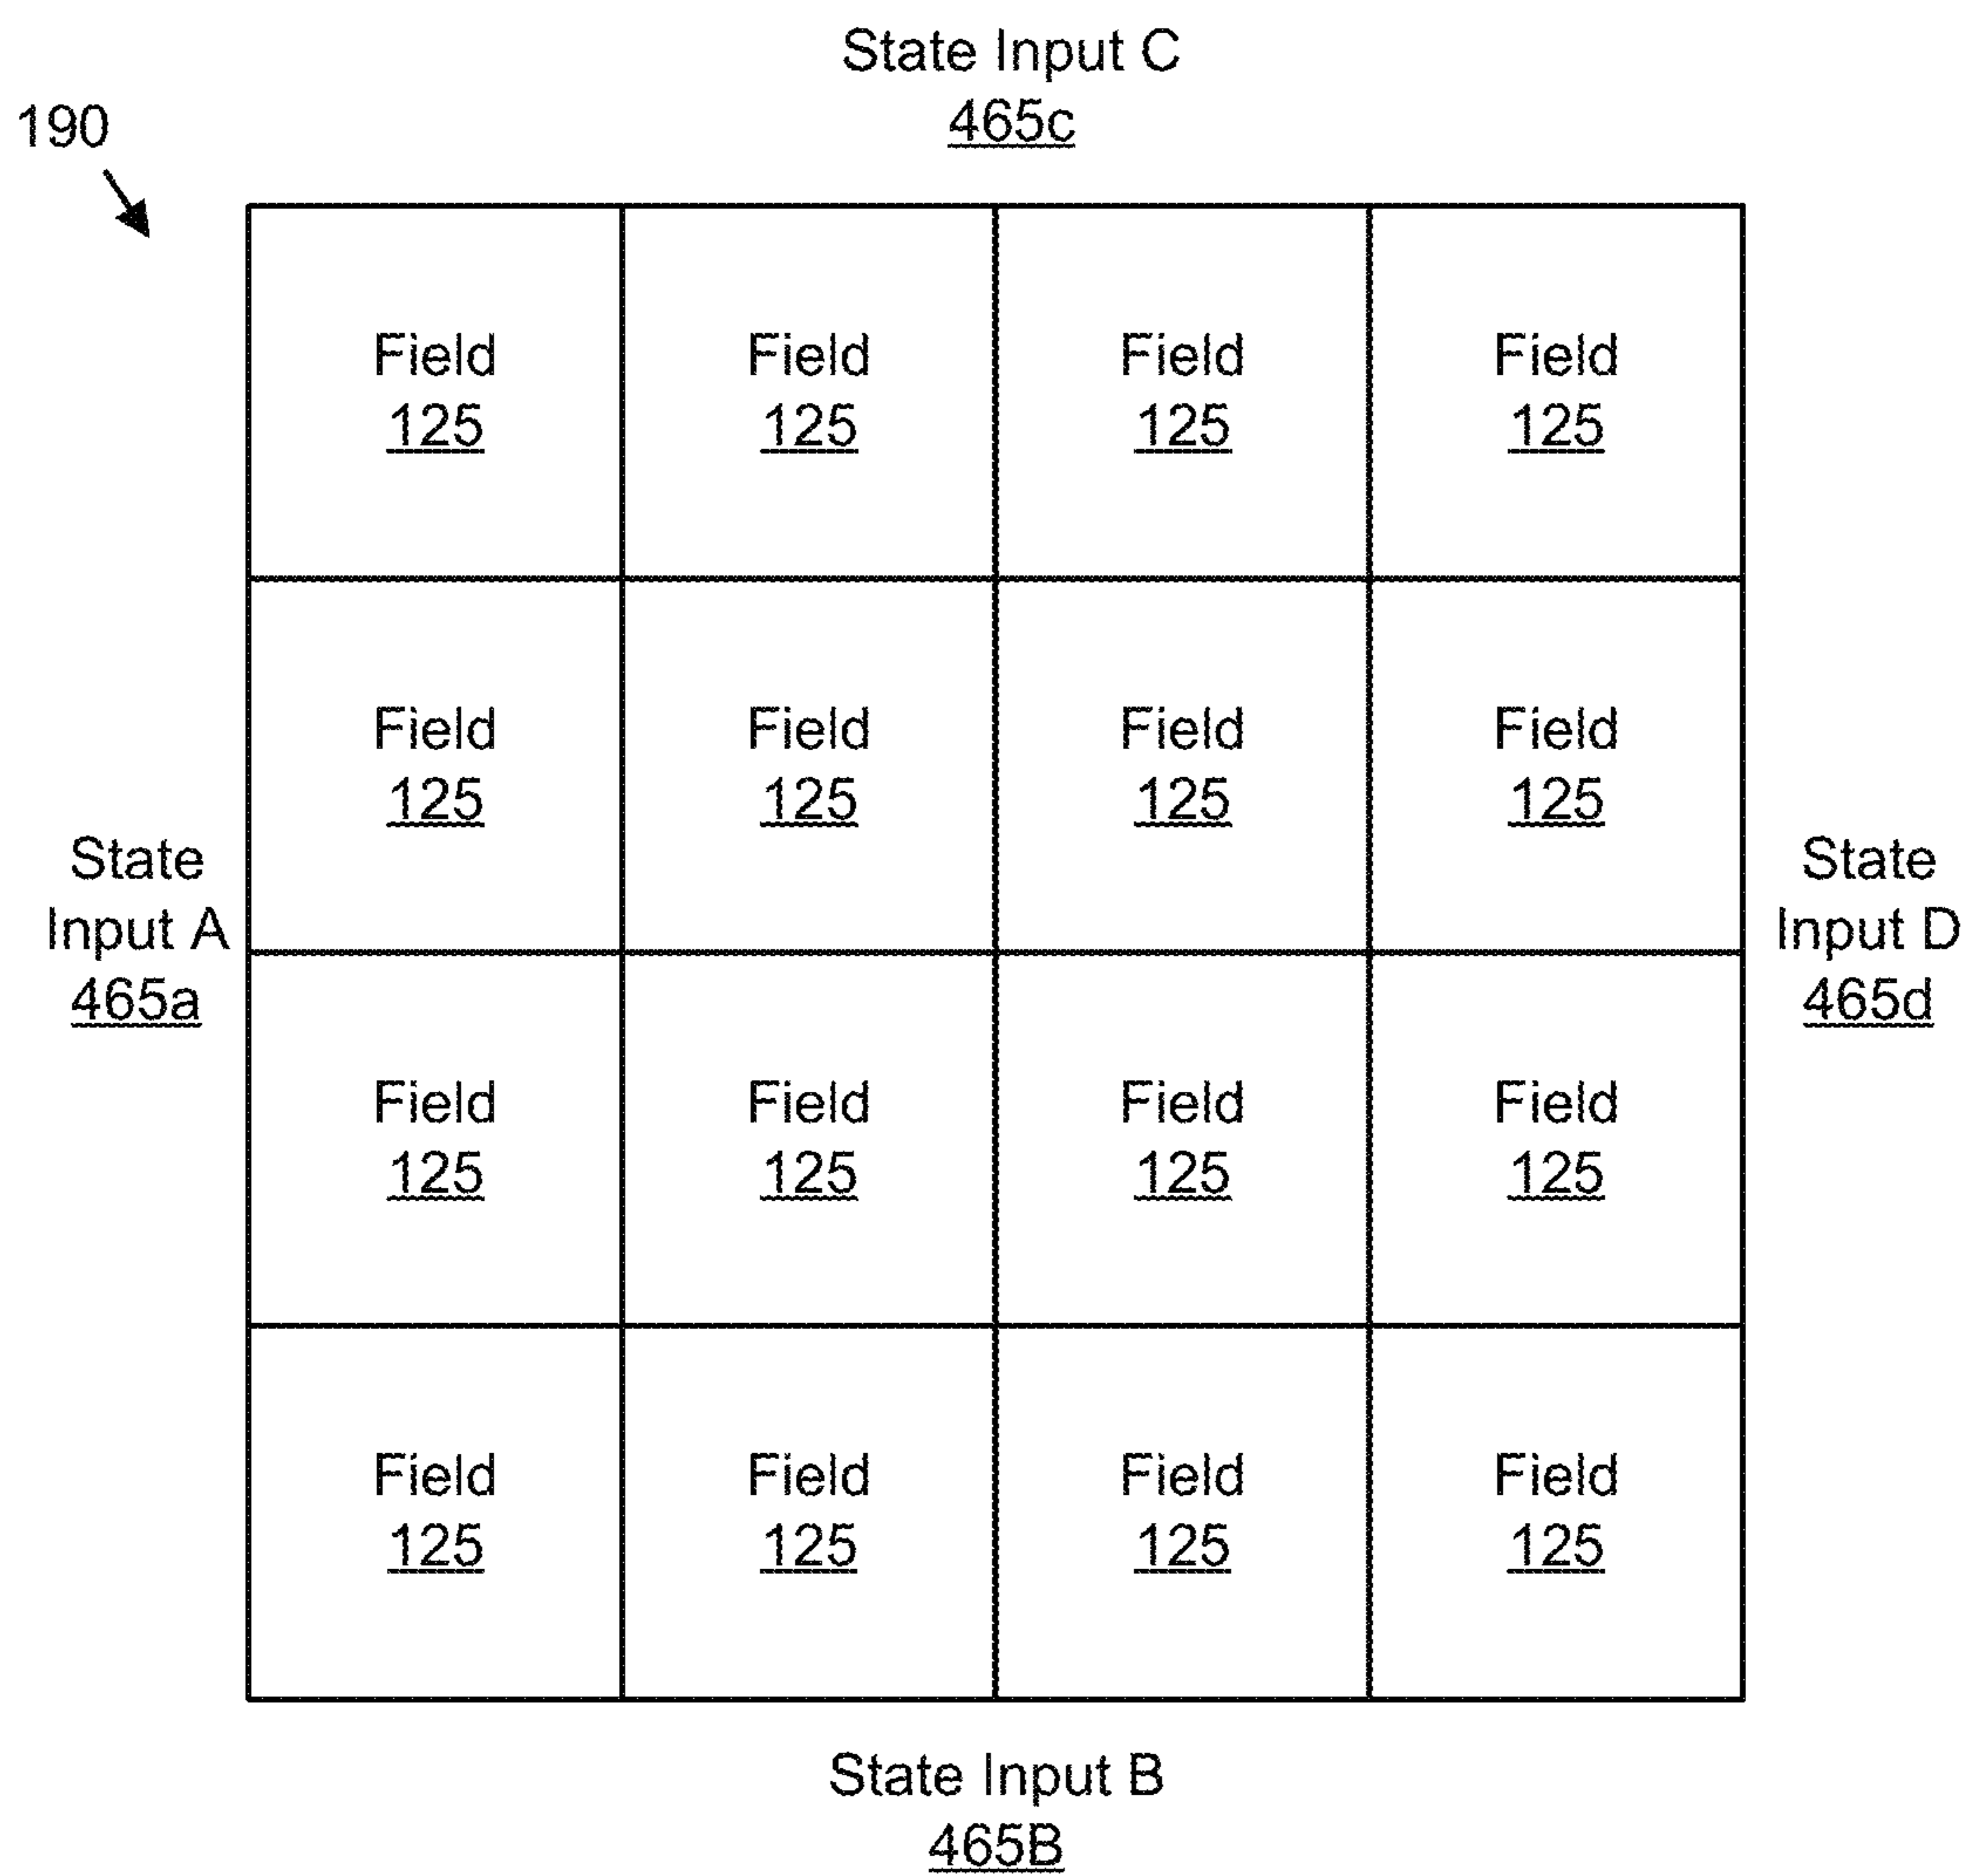 State Input C
465c
190
Field Field Field Field
125 125 125 125
Field Field Field Field
125 125 125 125
State
Input A
465a
State
Input D
465d
Field Field Field Field
125 125 125 125
Field Field Field Field
125 125 125 125
State Input B
465B